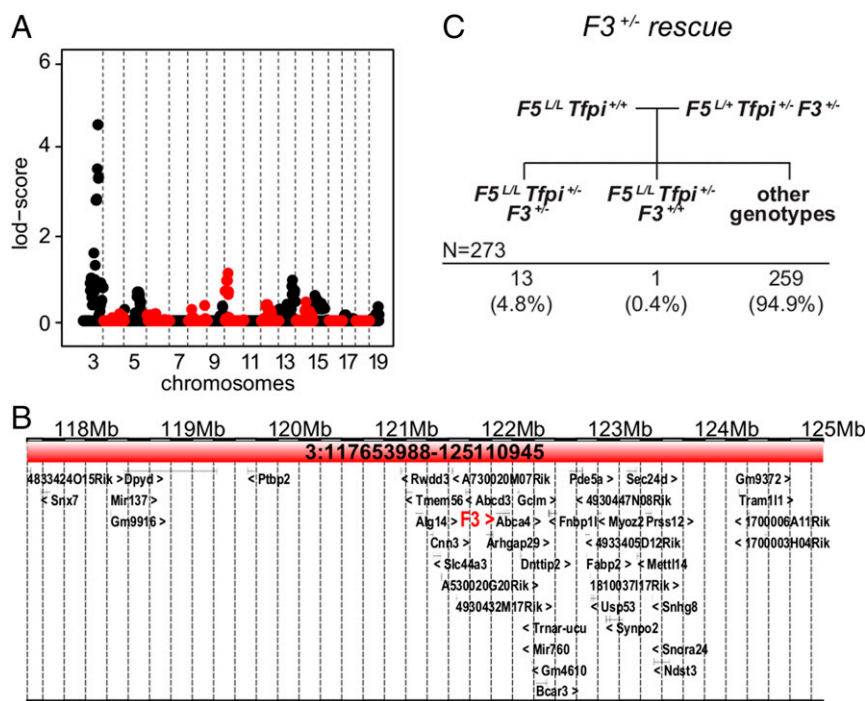 A
6
4
2
0
lod-score
3 5 7 9 11 13 15 17 19
chromosomes
C
F3 +/- rescue
F5 L/L Tfpi +/+ F5 L/+ Tfpi +/- F3 +/-
F5 L/L Tfpi +/- F5 L/L Tfpi +/- other
F3 +/- F3 +/+ genotypes
N=273
13 1 259
(4.8%) (0.4%) (94.9%)
B
118Mb 119Mb 120Mb 121Mb 122Mb 123Mb 124Mb 125Mb
3:117653988-125110945
4833424O15Rik > Dpyd > < Ptbp2 < Rwdd3 < A730020M07Rik Pde5a > Sec24d > Gm9372 >
< Snx7 Mir137 > < Tmem56 < Abcd3 Gclm > < 4930447N08Rik Tram1l1 >
Gm9916 > Alg14 > F3 > Abca4 > < Fnbp1l < Myoz2 Prss12 > < 1700006A11Rik
Cnn3 > Arhgap29 > < 4933405D12Rik < 1700003H04Rik
< Slc44a3 Dnttip2 > Fabp2 > < Mettl14
A530020G20Rik > 1810037I17Rik >
4930432M17Rik > < Usp53 < Snhg8
< Trnar-ucu < Synpo2
< Mir760 < Snora24
< Gm4610 < Ndst3
Bcar3 >